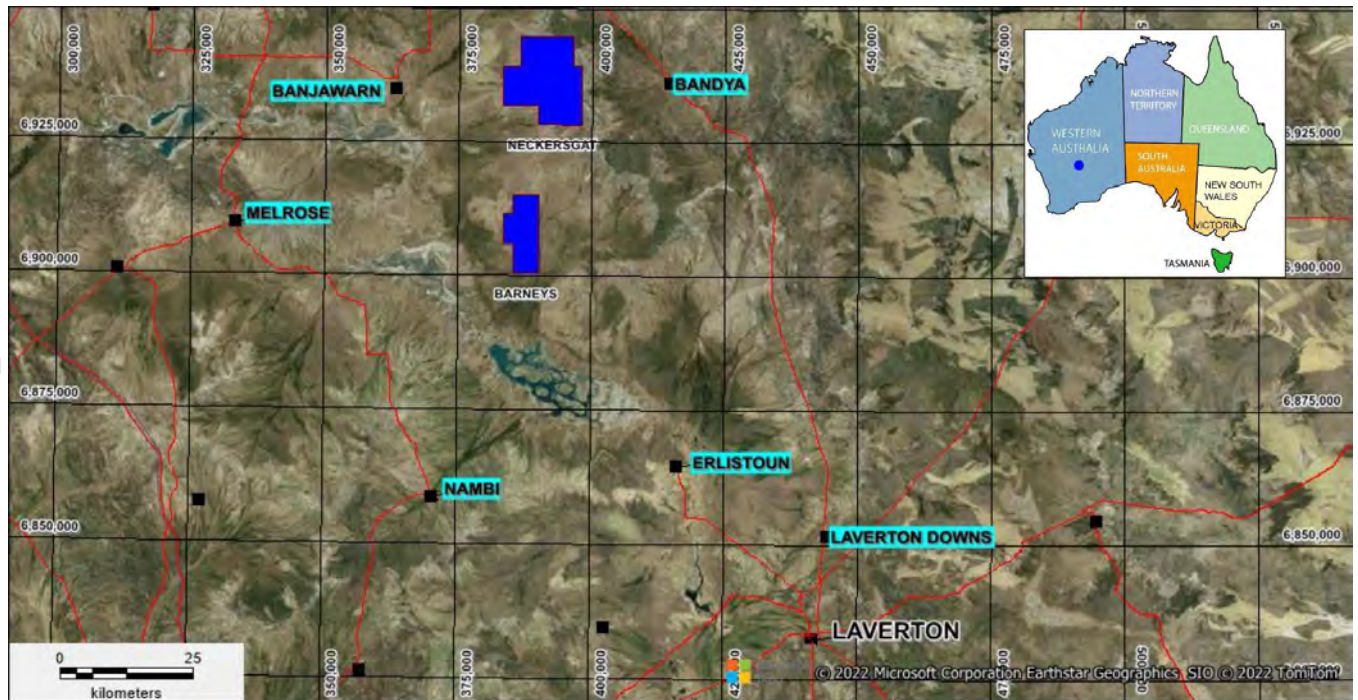 300,000
325,000
350,000
375,000
400,000
425,000
450,000
475,000
5
5
BANJAWARN
BANDYA
6,925,000
NECKERSGAT
6,925,000
MELROSE
6,900,000
BARNEYS
6,900,000
WESTERN
AUSTRALIA
NORTHERN
TERRITORY
QUEENSLAND
SOUTH
AUSTRALIA
NEW SOUTH
WALES
VICTORIA
TASMANIA
6,875,000
6,875,000
ERLISTOUN
NAMBI
6,850,000
LAVERTON DOWNS
6,850,000
LAVERTON
0 25
kilometers
350,000
375,000
400,000
© 2022 Microsoft Corporation Earthstar Geographics SIO © 2022 TomTom